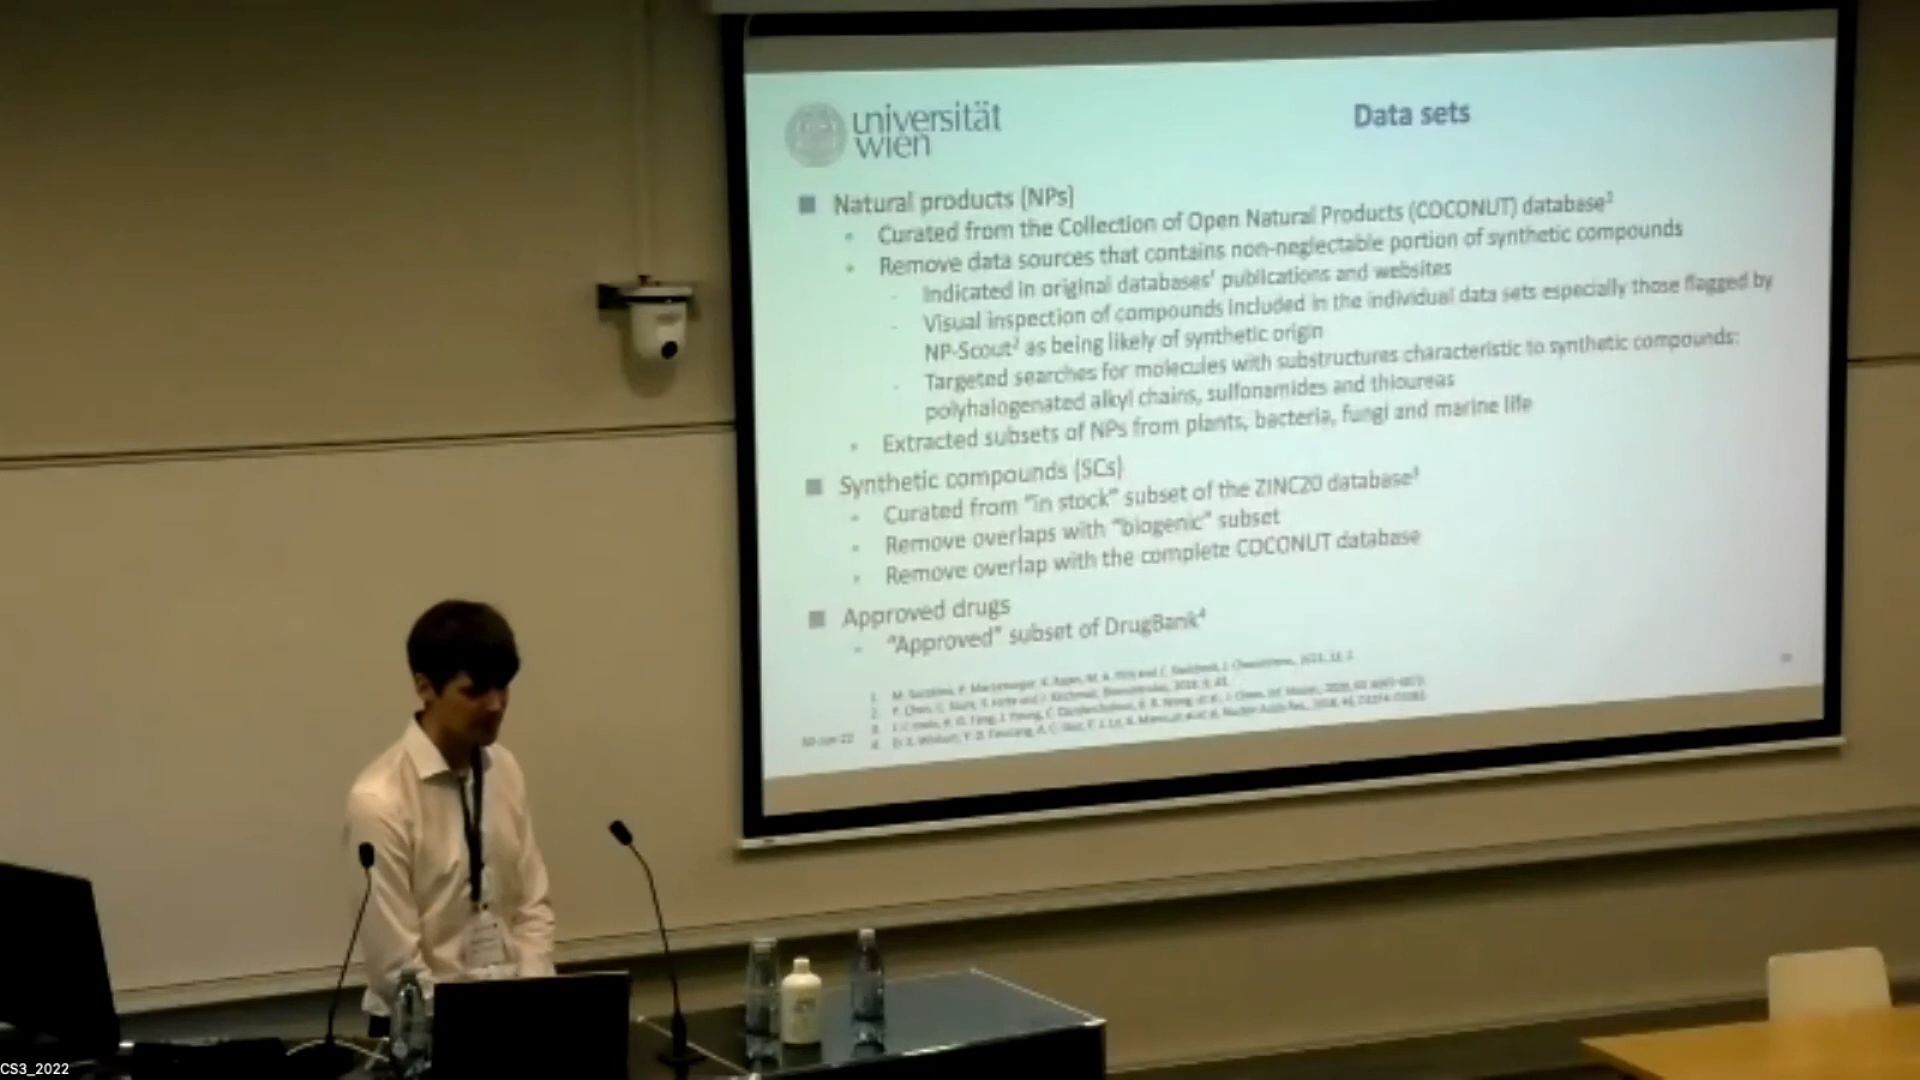 universität
wien
Data sets
Natural products (NPs)
Curated from the Collection of Open Natural Products (COCONUT) database¹
Remove data sources that contains non-neglectable portion of synthetic compounds
Indicated in original databases' publications and websites
Visual inspection of compounds included in the individual data sets especially those flagged by
NP-Scout² as being likely of synthetic origin
Targeted searches for molecules with substructures characteristic to synthetic compounds:
polyhalogenated alkyl chains, sulfonamides and thioureas
Extracted subsets of NPs from plants, bacteria, fungi and marine life
Synthetic compounds (SCs)
Curated from "in stock" subset of the ZINC20 database³
Remove overlaps with "biogenic" subset
Remove overlap with the complete COCONUT database
Approved drugs
"Approved" subset of DrugBank⁴
CS3_2022